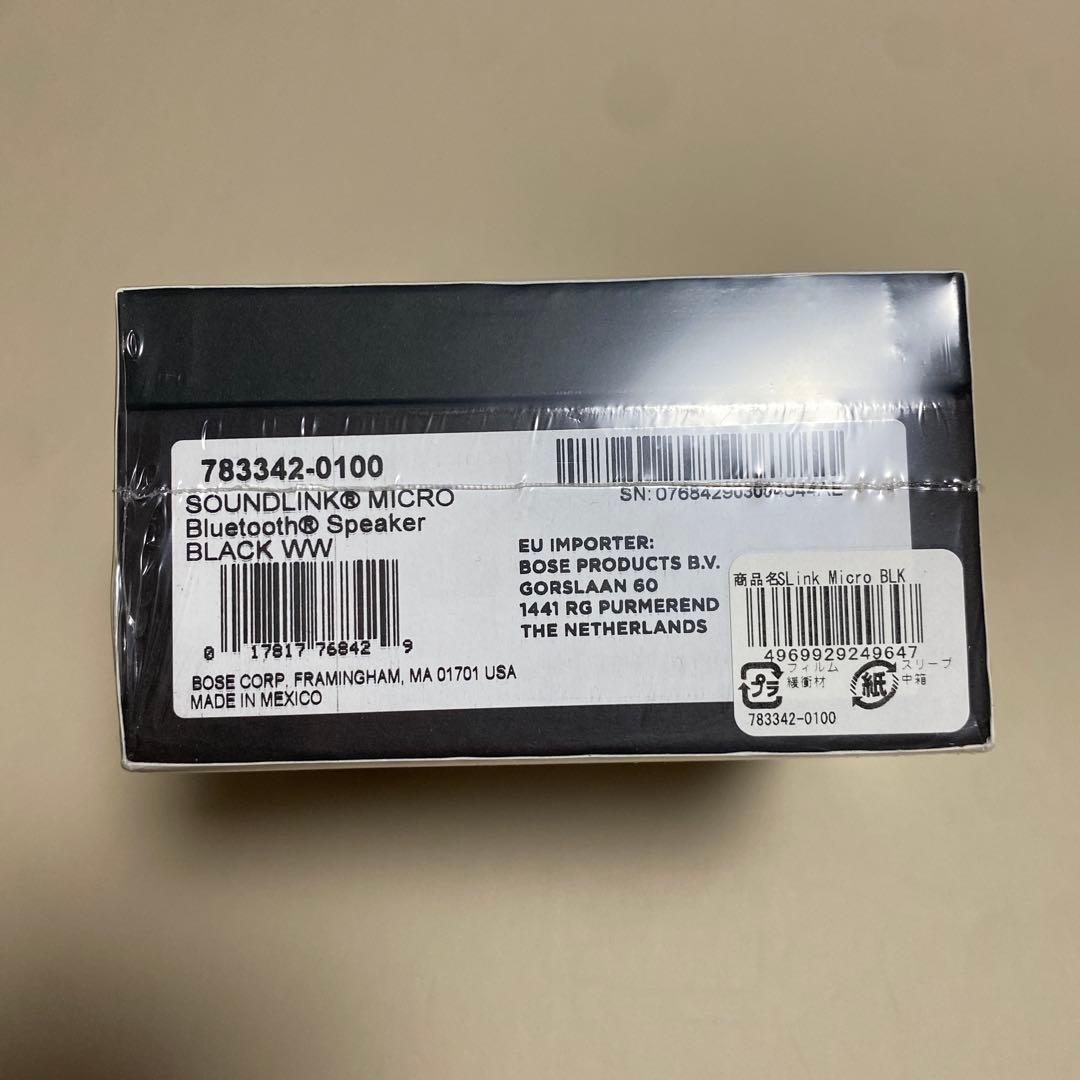 783342-0100
SOUNDLINK® MICRO
Bluetooth® Speaker
BLACK WW
0 17817 76842 9
BOSE CORP, FRAMINGHAM, MA 01701 USA
MADE IN MEXICO
SN:
EU IMPORTER:
BOSE PRODUCTS B.V.
GORSLAAN 60
1441 RG PURMEREND
THE NETHERLANDS
商品名SLink Micro BLK
4969929249647
プラ フィルム 緩衝材
紙 スリーブ 中箱
783342-0100